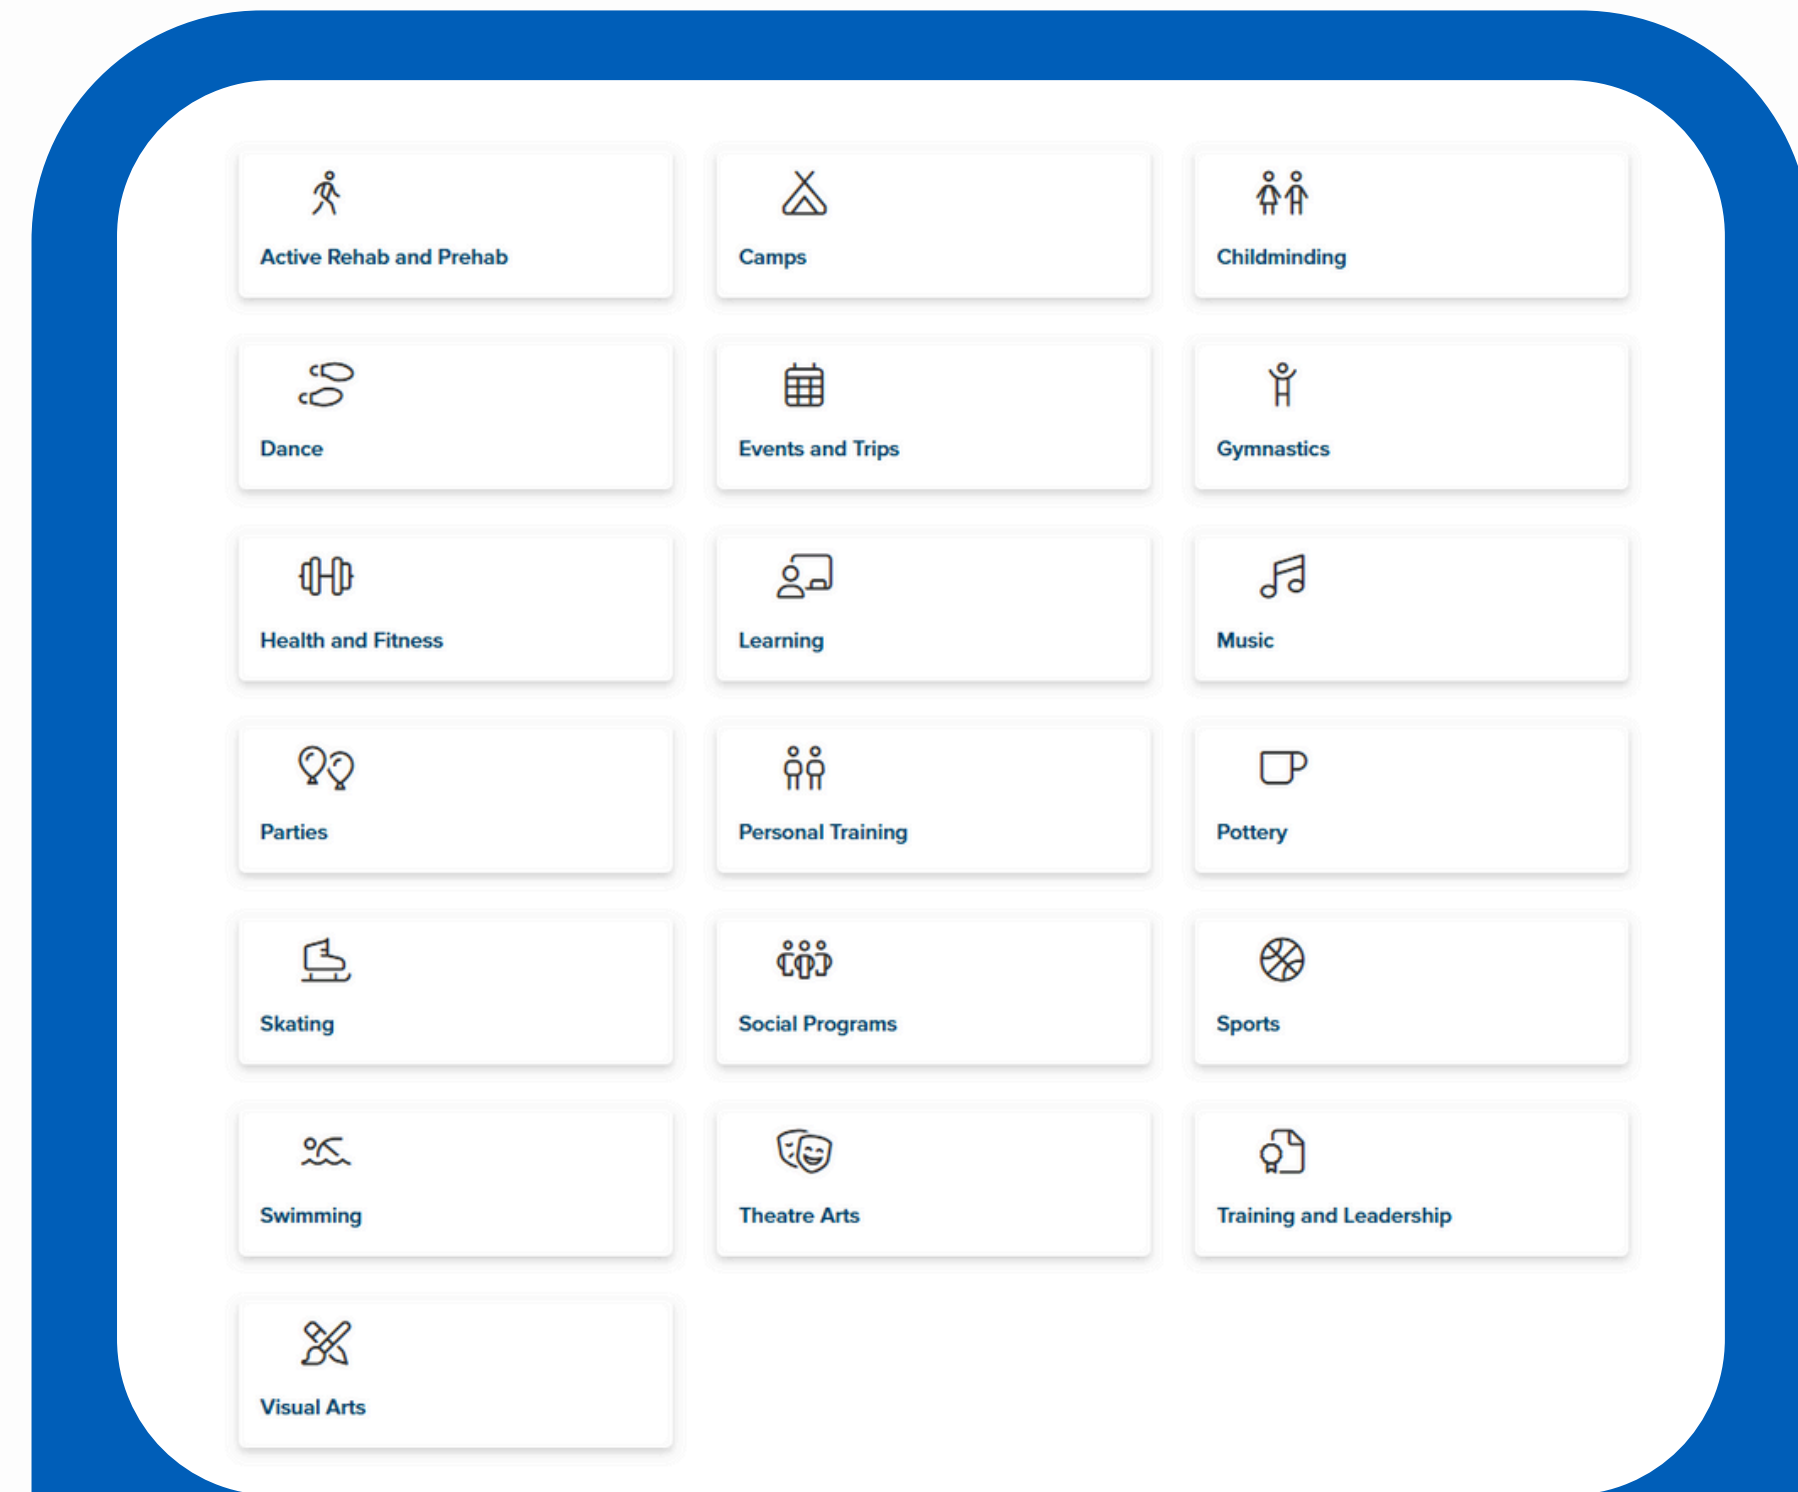 Active Rehab and Prehab
Camps
Childminding
Dance
Events and Trips
Gymnastics
Health and Fitness
Learning
Music
Parties
Personal Training
Pottery
Skating
Social Programs
Sports
Swimming
Theatre Arts
Training and Leadership
Visual Arts